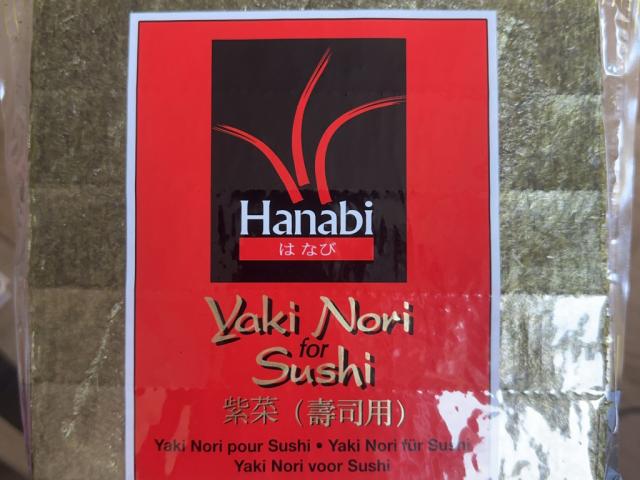 Hanabi
は なび
Yaki Nori
for
Sushi
紫菜（壽司用）
Yaki Nori pour Sushi • Yaki Nori für Sushi
Yaki Nori voor Sushi